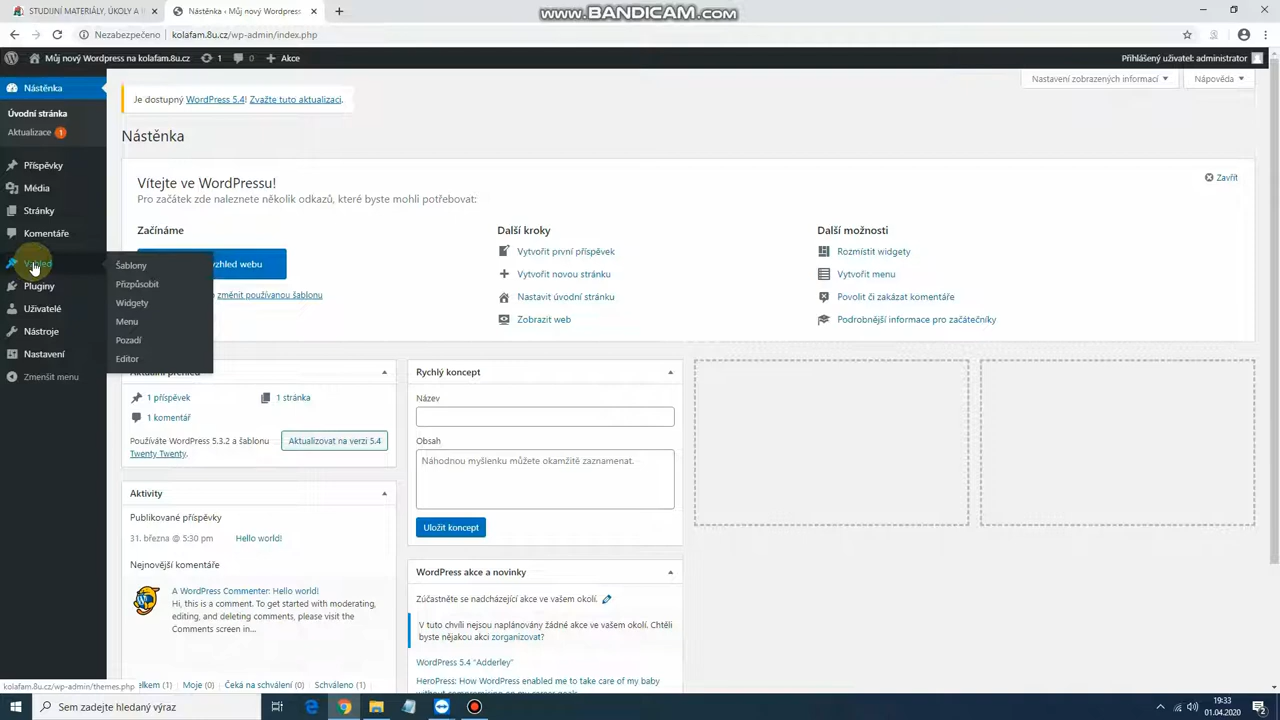 STUDIJNÍ MATERIÁLY, ÚKOLY A I
Nástěnka ‹ Můj nový Wordpress
www.BANDICAM.com
Nezabezpečeno
kolafam.8u.cz/wp-admin/index.php
Můj nový Wordpress na kolafam.8u.cz
1
0
Akce
Přihlášený uživatel: administrator
Nástěnka
Úvodní stránka
Aktualizace 1
Příspěvky
Média
Stránky
Komentáře
Vzhled
Pluginy
Uživatelé
Nástroje
Nastavení
Zmenšit menu
Šablony
Přizpůsobit
Widgety
Menu
Pozadí
Editor
Nastavení zobrazených informací
Nápověda
Je dostupný WordPress 5.4! Zvažte tuto aktualizaci.
Nástěnka
Vítejte ve WordPressu!
Zavřít
Pro začátek zde naleznete několik odkazů, které byste mohli potřebovat:
Začíname
vzhled webu
změnit používanou šablonu
Další kroky
Vytvořit první příspěvek
Vytvořit novou stránku
Nastavit úvodní stránku
Zobrazit web
Další možnosti
Rozmístit widgety
Vytvořit menu
Povolit či zakázat komentáře
Podrobnější informace pro začátečníky
Aktuální přehled
1 příspěvek
1 stránka
1 komentář
Používáte WordPress 5.3.2 a šablonu
Twenty Twenty.
Aktualizovat na verzi 5.4
Aktivity
Publikované příspěvky
31. března @ 5:30 pm
Hello world!
Nejnovější komentáře
A WordPress Commenter: Hello world!
Hi, this is a comment. To get started with moderating,
editing, and deleting comments, please visit the
Comments screen in...
(1) | Moje (0) | Čeká na schválení (0) | Schváleno (1) |
Rychlý koncept
Název
Obsah
Náhodnou myšlenku můžete okamžitě zaznamenat.
Uložit koncept
WordPress akce a novinky
Zúčastněte se nadcházející akce ve vašem okolí.
V tuto chvíli nejsou naplánovány žádné akce ve vašem okolí. Chtěli
byste nějakou akci zorganizovat?
WordPress 5.4 "Adderley"
HeroPress: How WordPress enabled me to take care of my baby
kolafam.8u.cz/wp-admin/themes.php
Sem zadejte hledaný výraz
19:33
01.04.2020
2